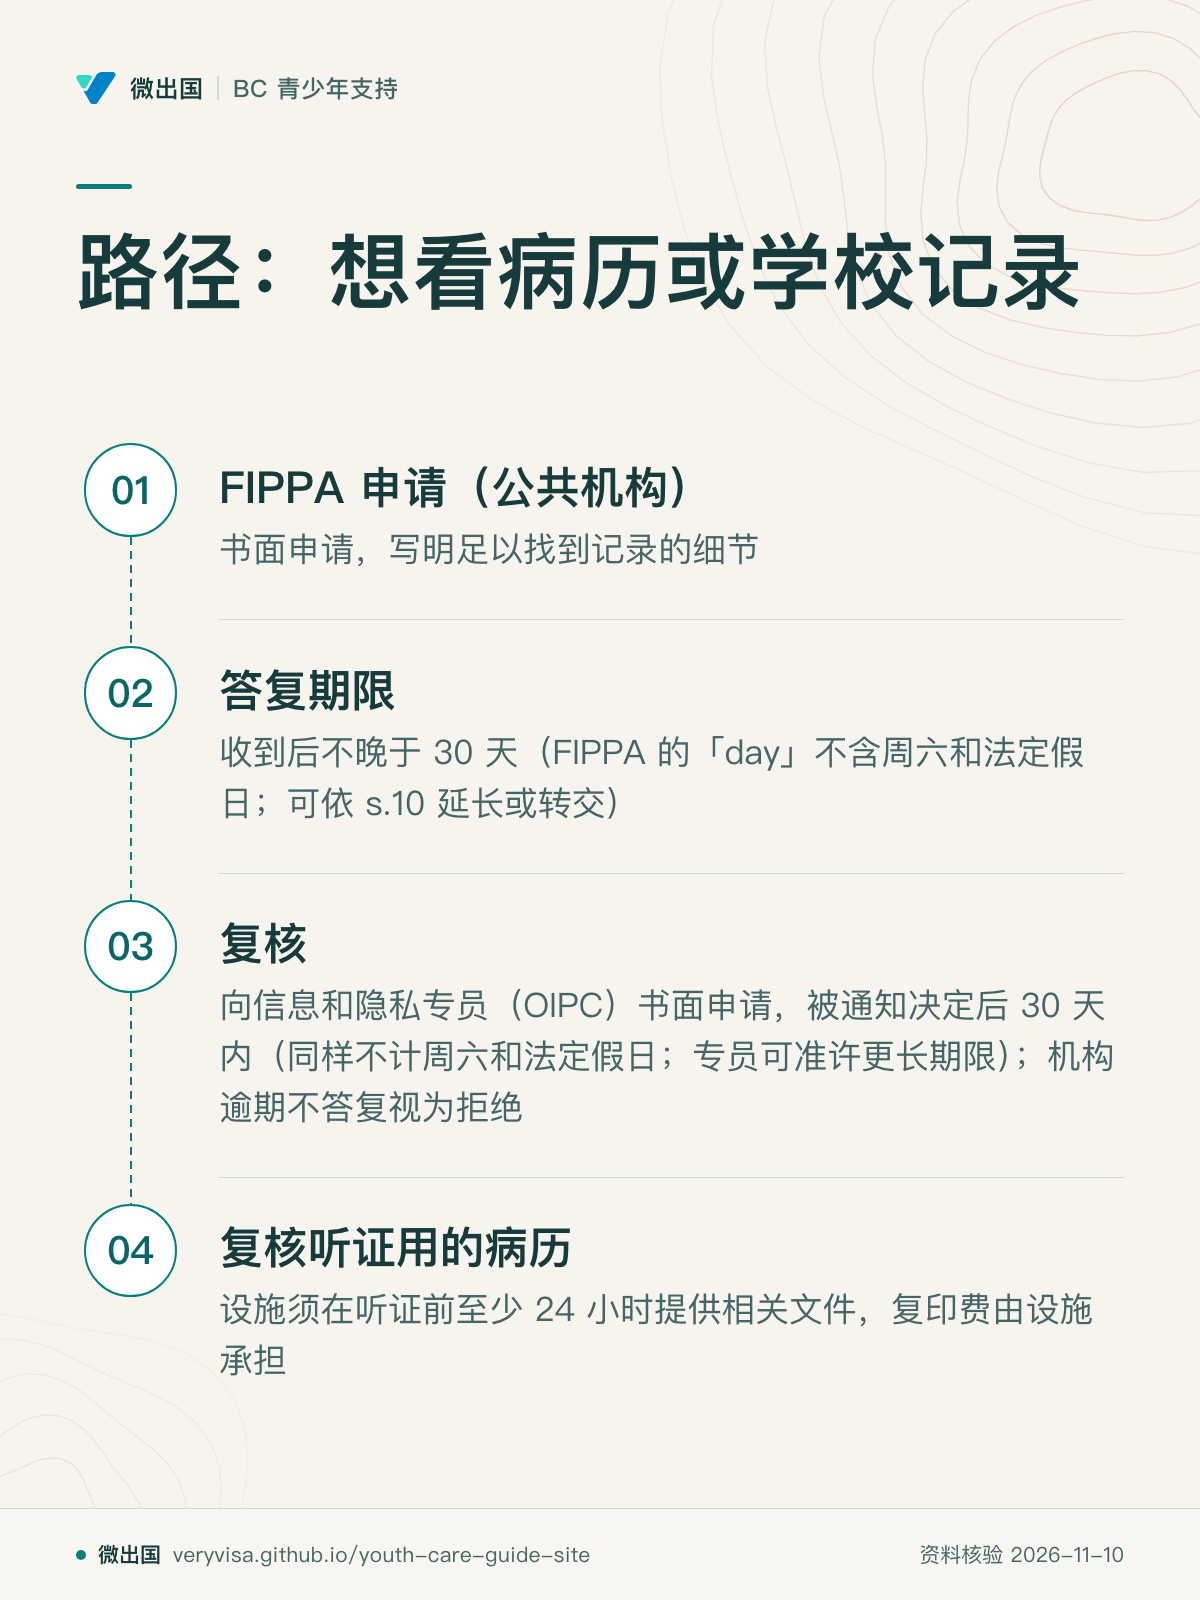 微出国 | BC 青少年支持
路径：想看病历或学校记录
01
FIPPA 申请（公共机构）
书面申请，写明足以找到记录的细节
02
答复期限
收到后不晚于 30 天（FIPPA 的「day」不含周六和法定假
日；可依 s.10 延长或转交）
03
复核
向信息和隐私专员（OIPC）书面申请，被通知决定后 30 天
内（同样不计周六和法定假日；专员可准许更长期限）；机构
逾期不答复视为拒绝
04
复核听证用的病历
设施须在听证前至少 24 小时提供相关文件，复印费由设施
承担
微出国 veryvisa.github.io/youth-care-guide-site
资料核验 2026-11-10